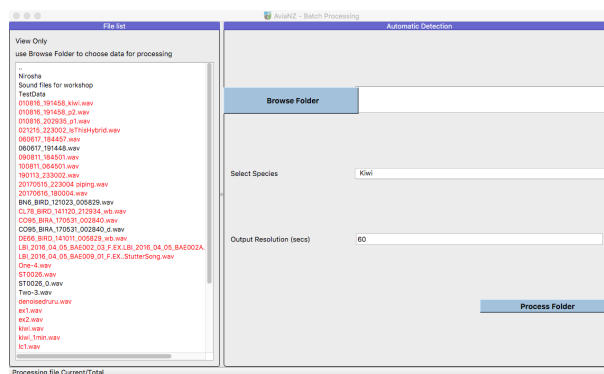 AviaNZ - Batch Processing
File list
Automatic Detection
View Only
use Browse Folder to choose data for processing
..
Nirosha
Sound files for workshop
TestData
010816_191458_kiwi.wav
010816_191458_p2.wav
010816_202935_p1.wav
021215_223002_IsThisHybrid.wav
060617_184457.wav
060617_191448.wav
090811_184501.wav
100811_064501.wav
190113_233002.wav
20170515_223004 piping.wav
20170616_180004.wav
BN6_BIRD_121023_005829.wav
CL78_BIRD_141120_212934_wb.wav
CO95_BIRA_170531_002840.wav
CO95_BIRA_170531_002840_d.wav
DE66_BIRD_141011_005829_wb.wav
LBI_2016_04_05_BAE002_03_F.EX.LBI_2016_04_05_BAE002A.
LBI_2016_04_05_BAE009_01_F.EX..StutterSong.wav
One-4.wav
ST0026.wav
ST0026_0.wav
Two-3.wav
denoisedruru.wav
ex1.wav
ex2.wav
kiwi.wav
kiwi_1min.wav
lc1.wav
Browse Folder
Select Species
Kiwi
Output Resolution (secs)
60
Process Folder
Processing file Current/Total